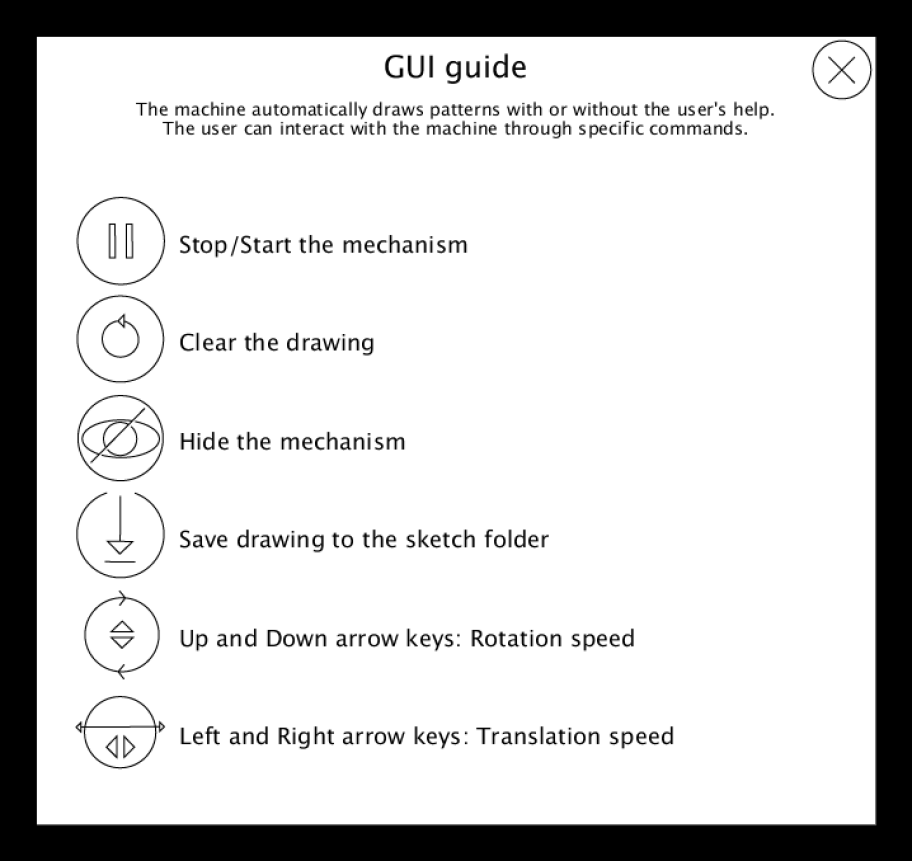 GUI guide
The machine automatically draws patterns with or without the user's help.
The user can interact with the machine through specific commands.
Stop/Start the mechanism
Clear the drawing
Hide the mechanism
Save drawing to the sketch folder
Up and Down arrow keys: Rotation speed
Left and Right arrow keys: Translation speed